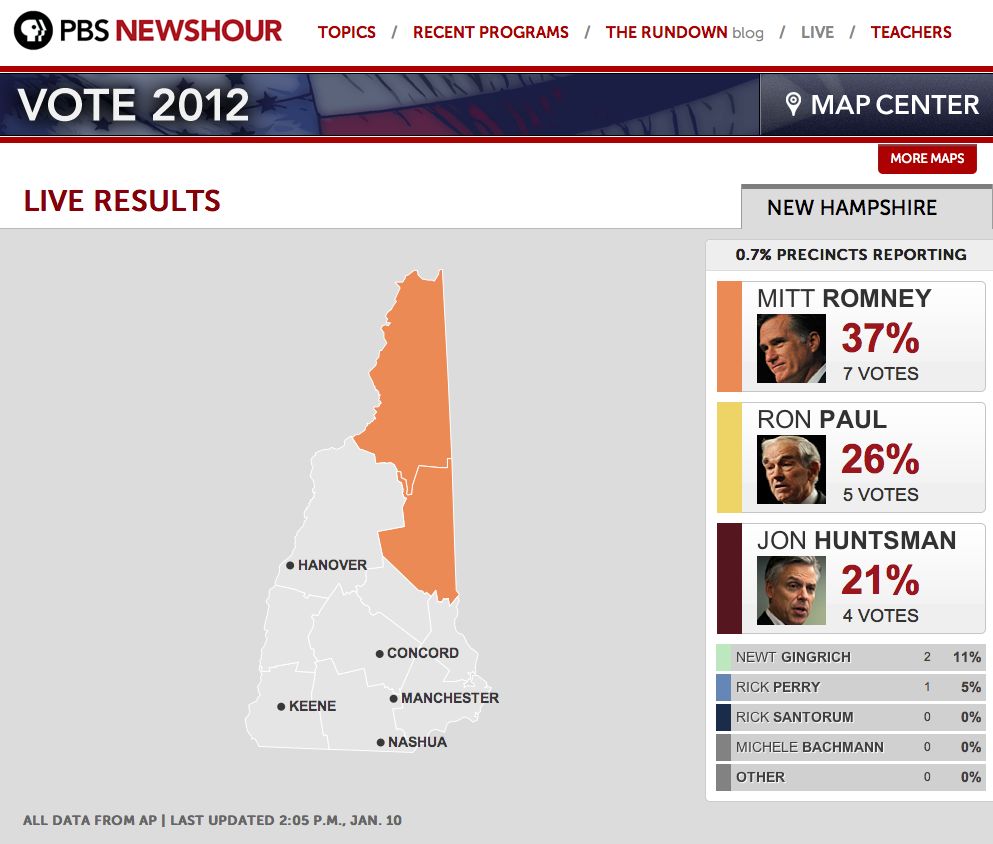 PBS NEWSHOUR
TOPICS / RECENT PROGRAMS / THE RUNDOWN blog / LIVE / TEACHERS
VOTE 2012
MAP CENTER
MORE MAPS
LIVE RESULTS
NEW HAMPSHIRE
0.7% PRECINCTS REPORTING
MITT ROMNEY
37%
7 VOTES
RON PAUL
26%
5 VOTES
JON HUNTSMAN
21%
4 VOTES
NEWT GINGRICH 2 11%
RICK PERRY 1 5%
RICK SANTORUM 0 0%
MICHELE BACHMANN 0 0%
OTHER 0 0%
HANOVER
CONCORD
MANCHESTER
KEENE
NASHUA
ALL DATA FROM AP | LAST UPDATED 2:05 P.M., JAN. 10